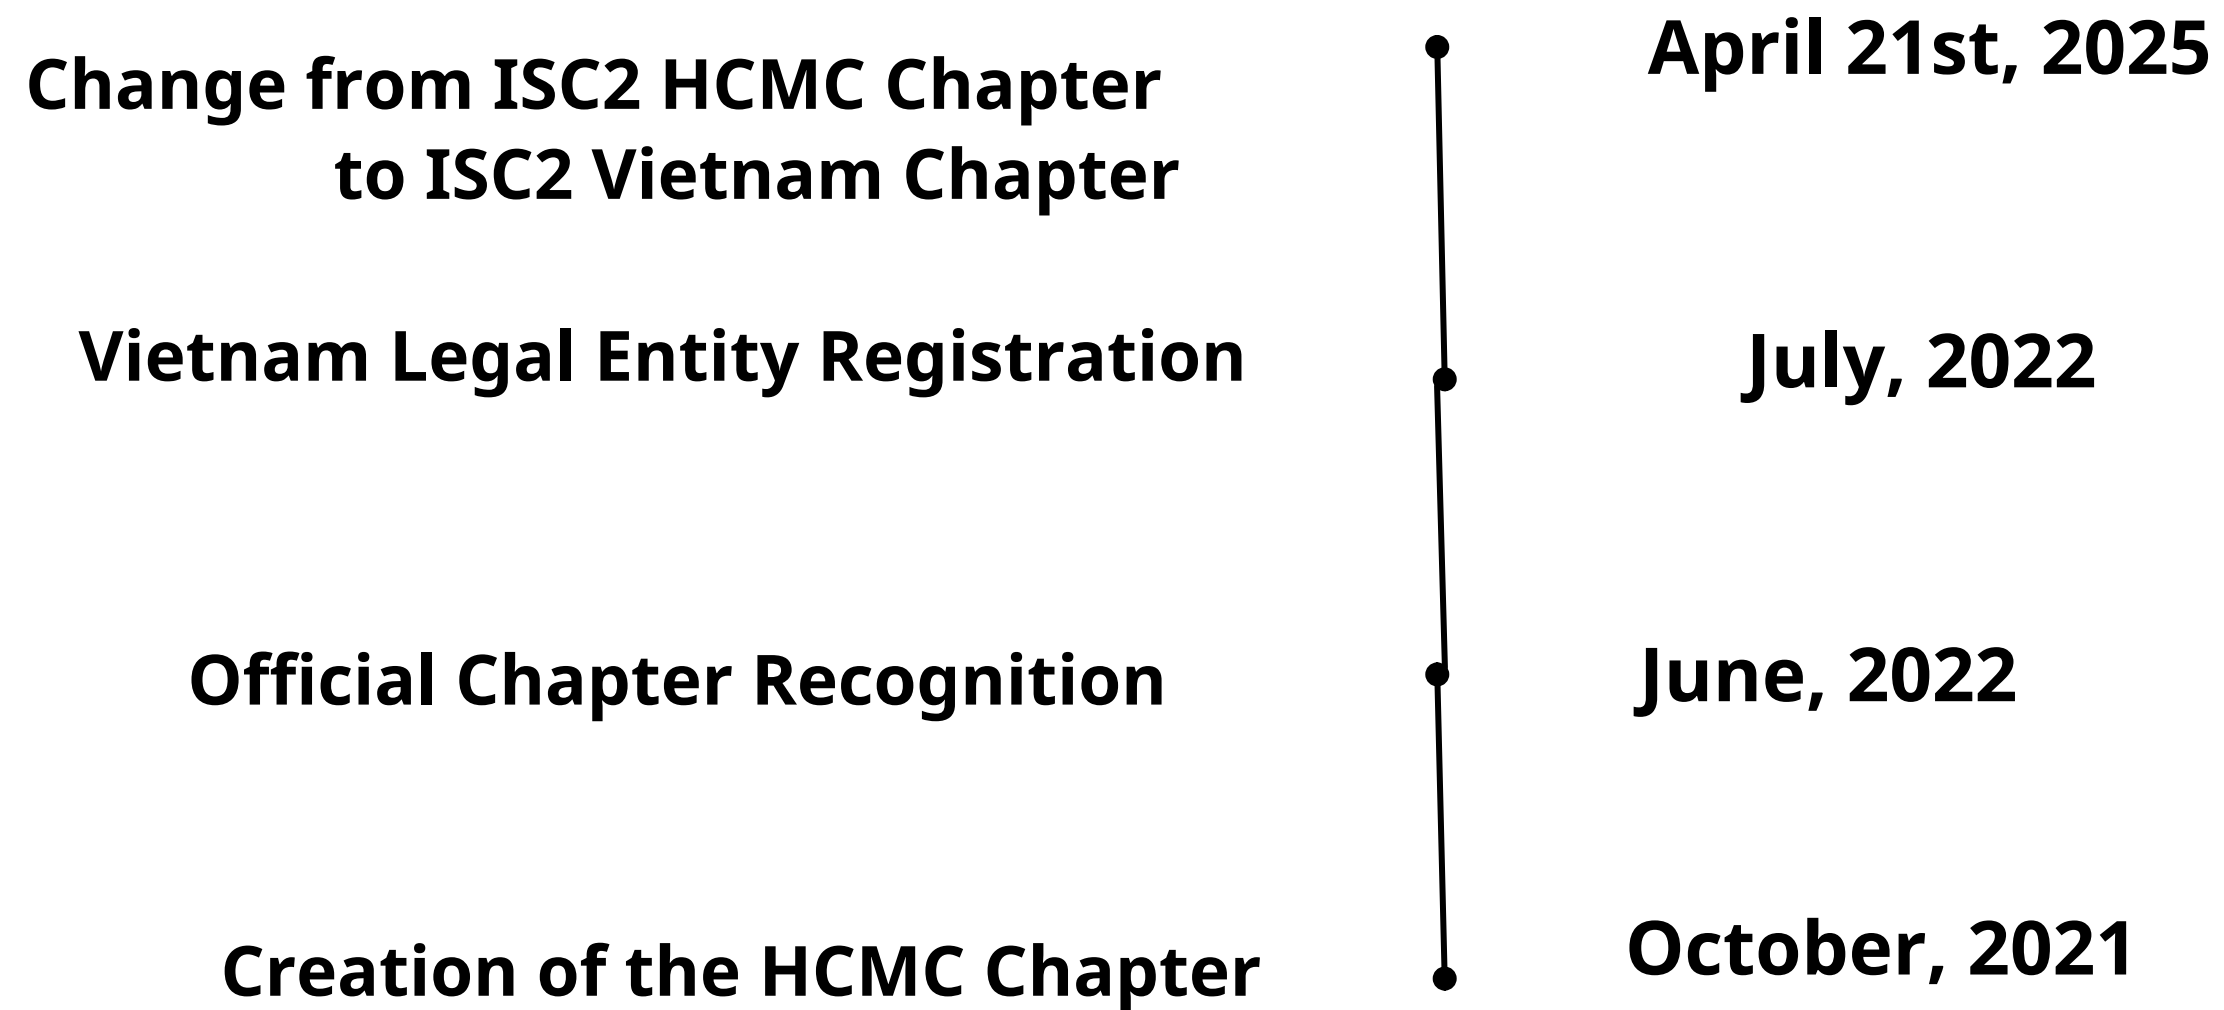 Change from ISC2 HCMC Chapter
to ISC2 Vietnam Chapter
April 21st, 2025
Vietnam Legal Entity Registration
July, 2022
Official Chapter Recognition
June, 2022
Creation of the HCMC Chapter
October, 2021